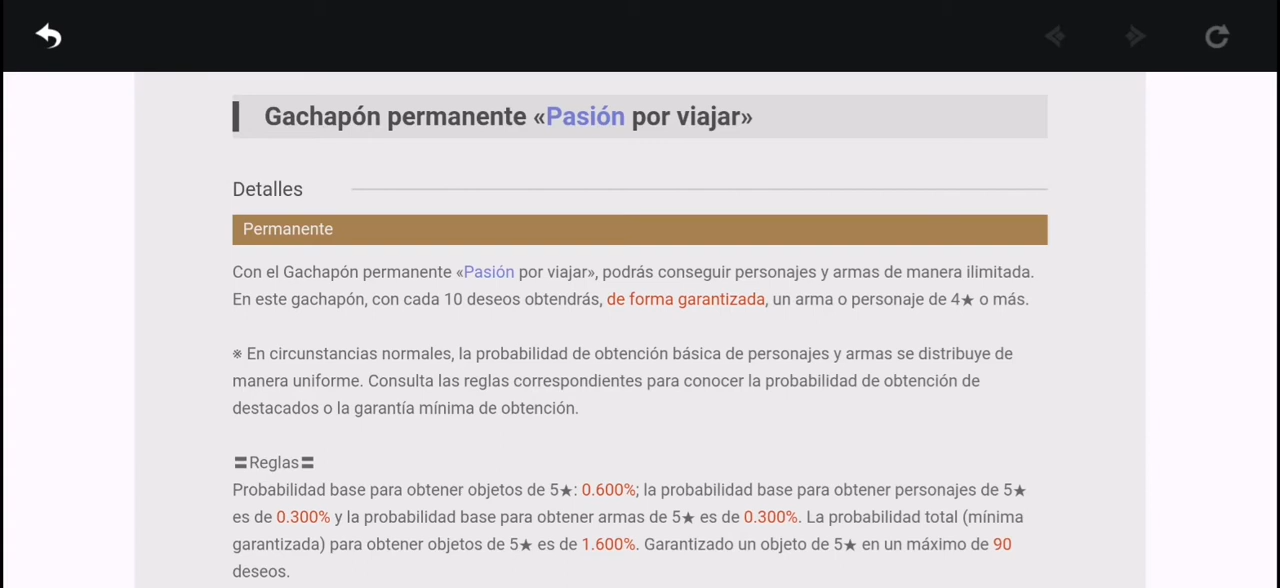 Gachapón permanente «Pasión por viajar»
Detalles
Permanente
Con el Gachapón permanente «Pasión por viajar», podrás conseguir personajes y armas de manera ilimitada.
En este gachapón, con cada 10 deseos obtendrás, de forma garantizada, un arma o personaje de 4★ o más.
※ En circunstancias normales, la probabilidad de obtención básica de personajes y armas se distribuye de
manera uniforme. Consulta las reglas correspondientes para conocer la probabilidad de obtención de
destacados o la garantía mínima de obtención.
〓Reglas〓
Probabilidad base para obtener objetos de 5★: 0.600%; la probabilidad base para obtener personajes de 5★
es de 0.300% y la probabilidad base para obtener armas de 5★ es de 0.300%. La probabilidad total (mínima
garantizada) para obtener objetos de 5★ es de 1.600%. Garantizado un objeto de 5★ en un máximo de 90
deseos.